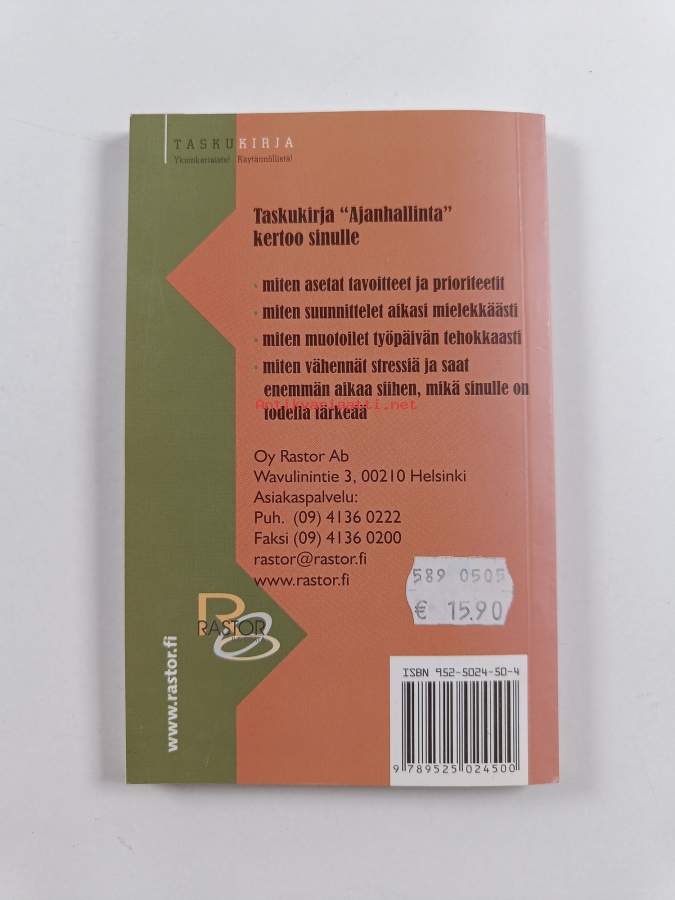 TASKUKIRJA
Yksinkertaista! Käytännöllistä!
Taskukirja “Ajanhallinta”
kertoo sinulle
· miten asetat tavoitteet ja prioriteetit
· miten suunnittelet aikasi mielekkäästi
· miten muotoilet työpäivän tehokkaasti
· miten vähennät stressiä ja saat
enemmän aikaa siihen, mikä sinulle on
todella tärkeää
Antikvariaatti.net
Oy Rastor Ab
Wavulinintie 3, 00210 Helsinki
Asiakaspalvelu:
Puh. (09) 4136 0222
Faksi (09) 4136 0200
rastor@rastor.fi
www.rastor.fi
589 0505
€ 15.90
RASTOR
www.rastor.fi
ISBN 952-5024-50-4
9 789525 024500